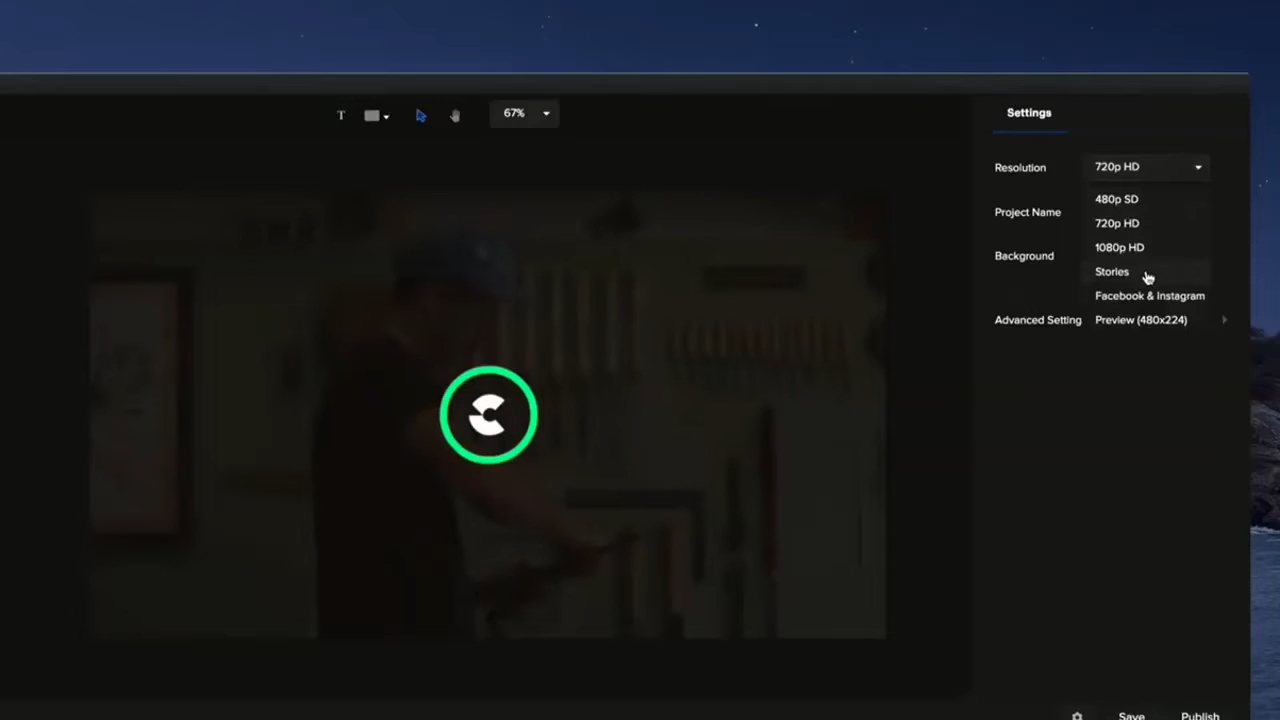 T
67%
Settings
Resolution
720p HD
480p SD
Project Name
720p HD
1080p HD
Background
Stories
Facebook & Instagram
Advanced Setting
Preview (480x224)
Save
Publish